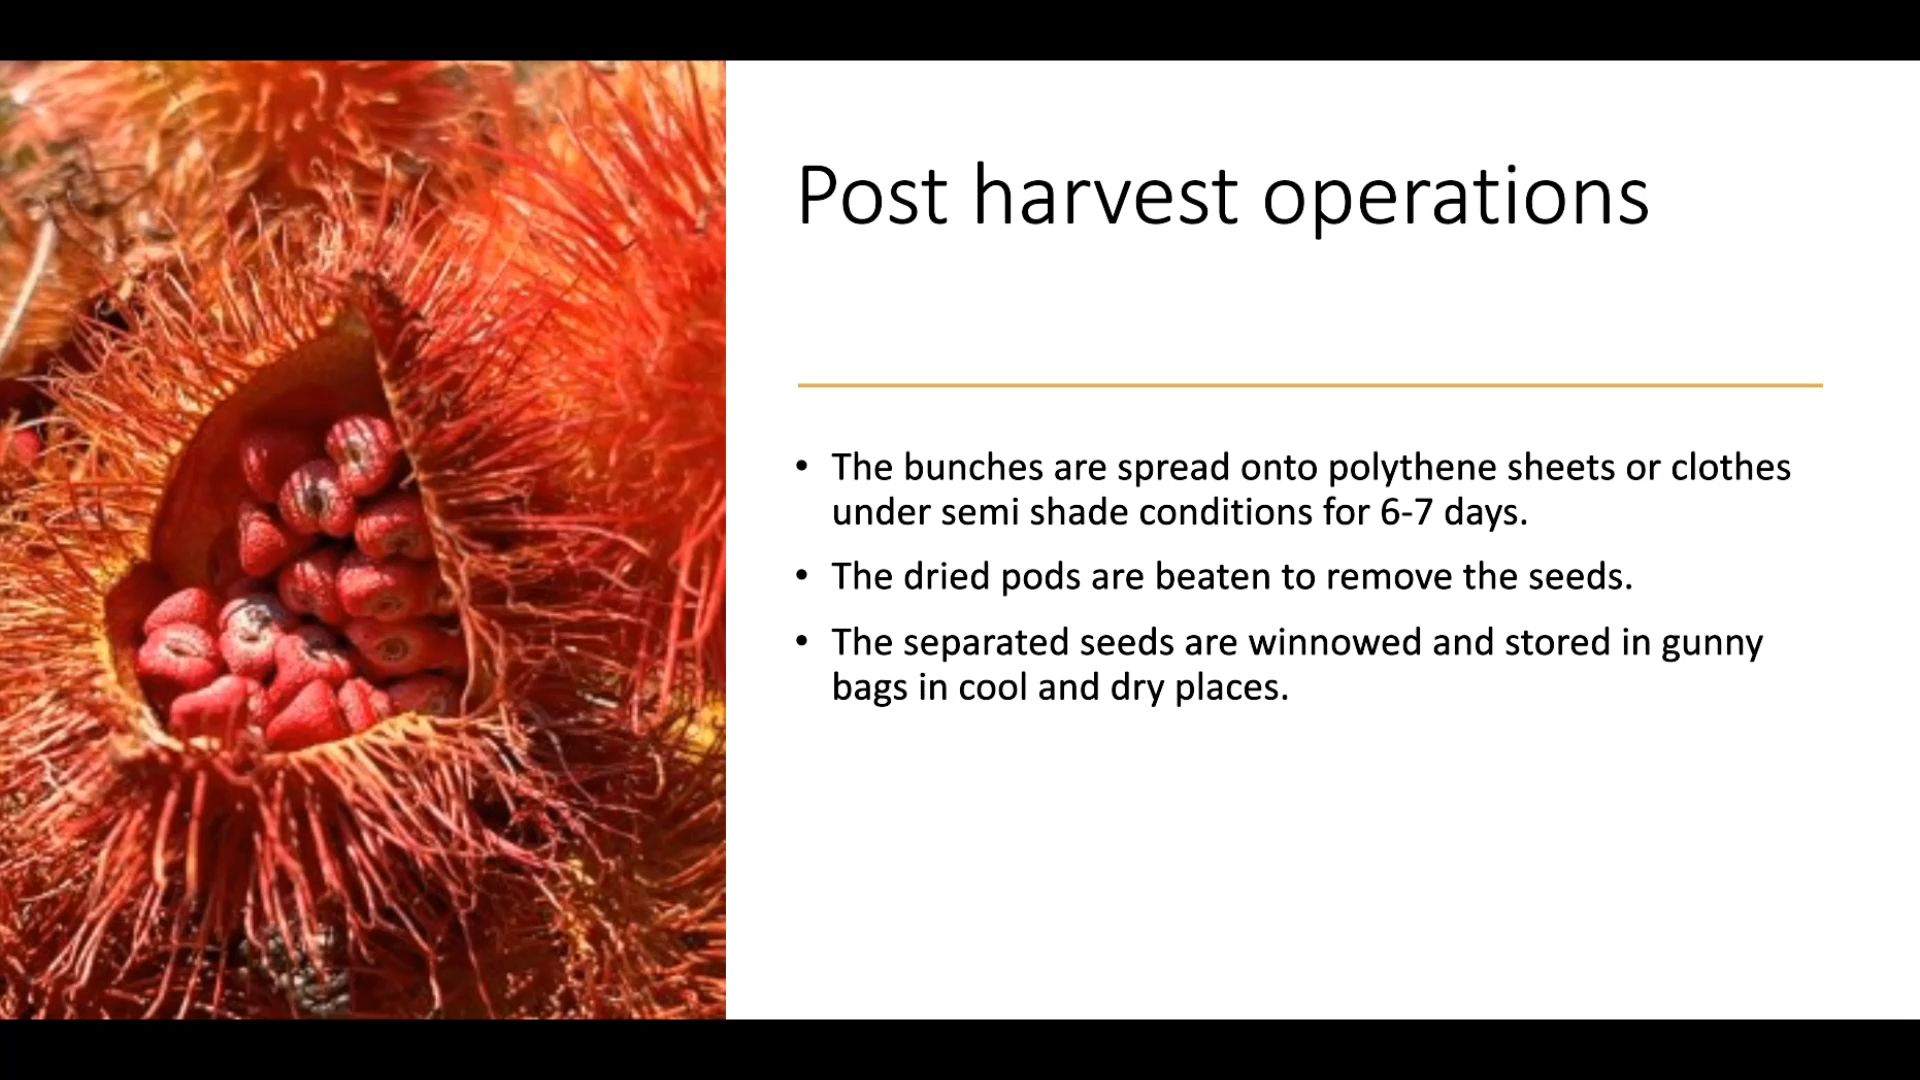 Post harvest operations
• The bunches are spread onto polythene sheets or clothes
under semi shade conditions for 6-7 days.
• The dried pods are beaten to remove the seeds.
• The separated seeds are winnowed and stored in gunny
bags in cool and dry places.